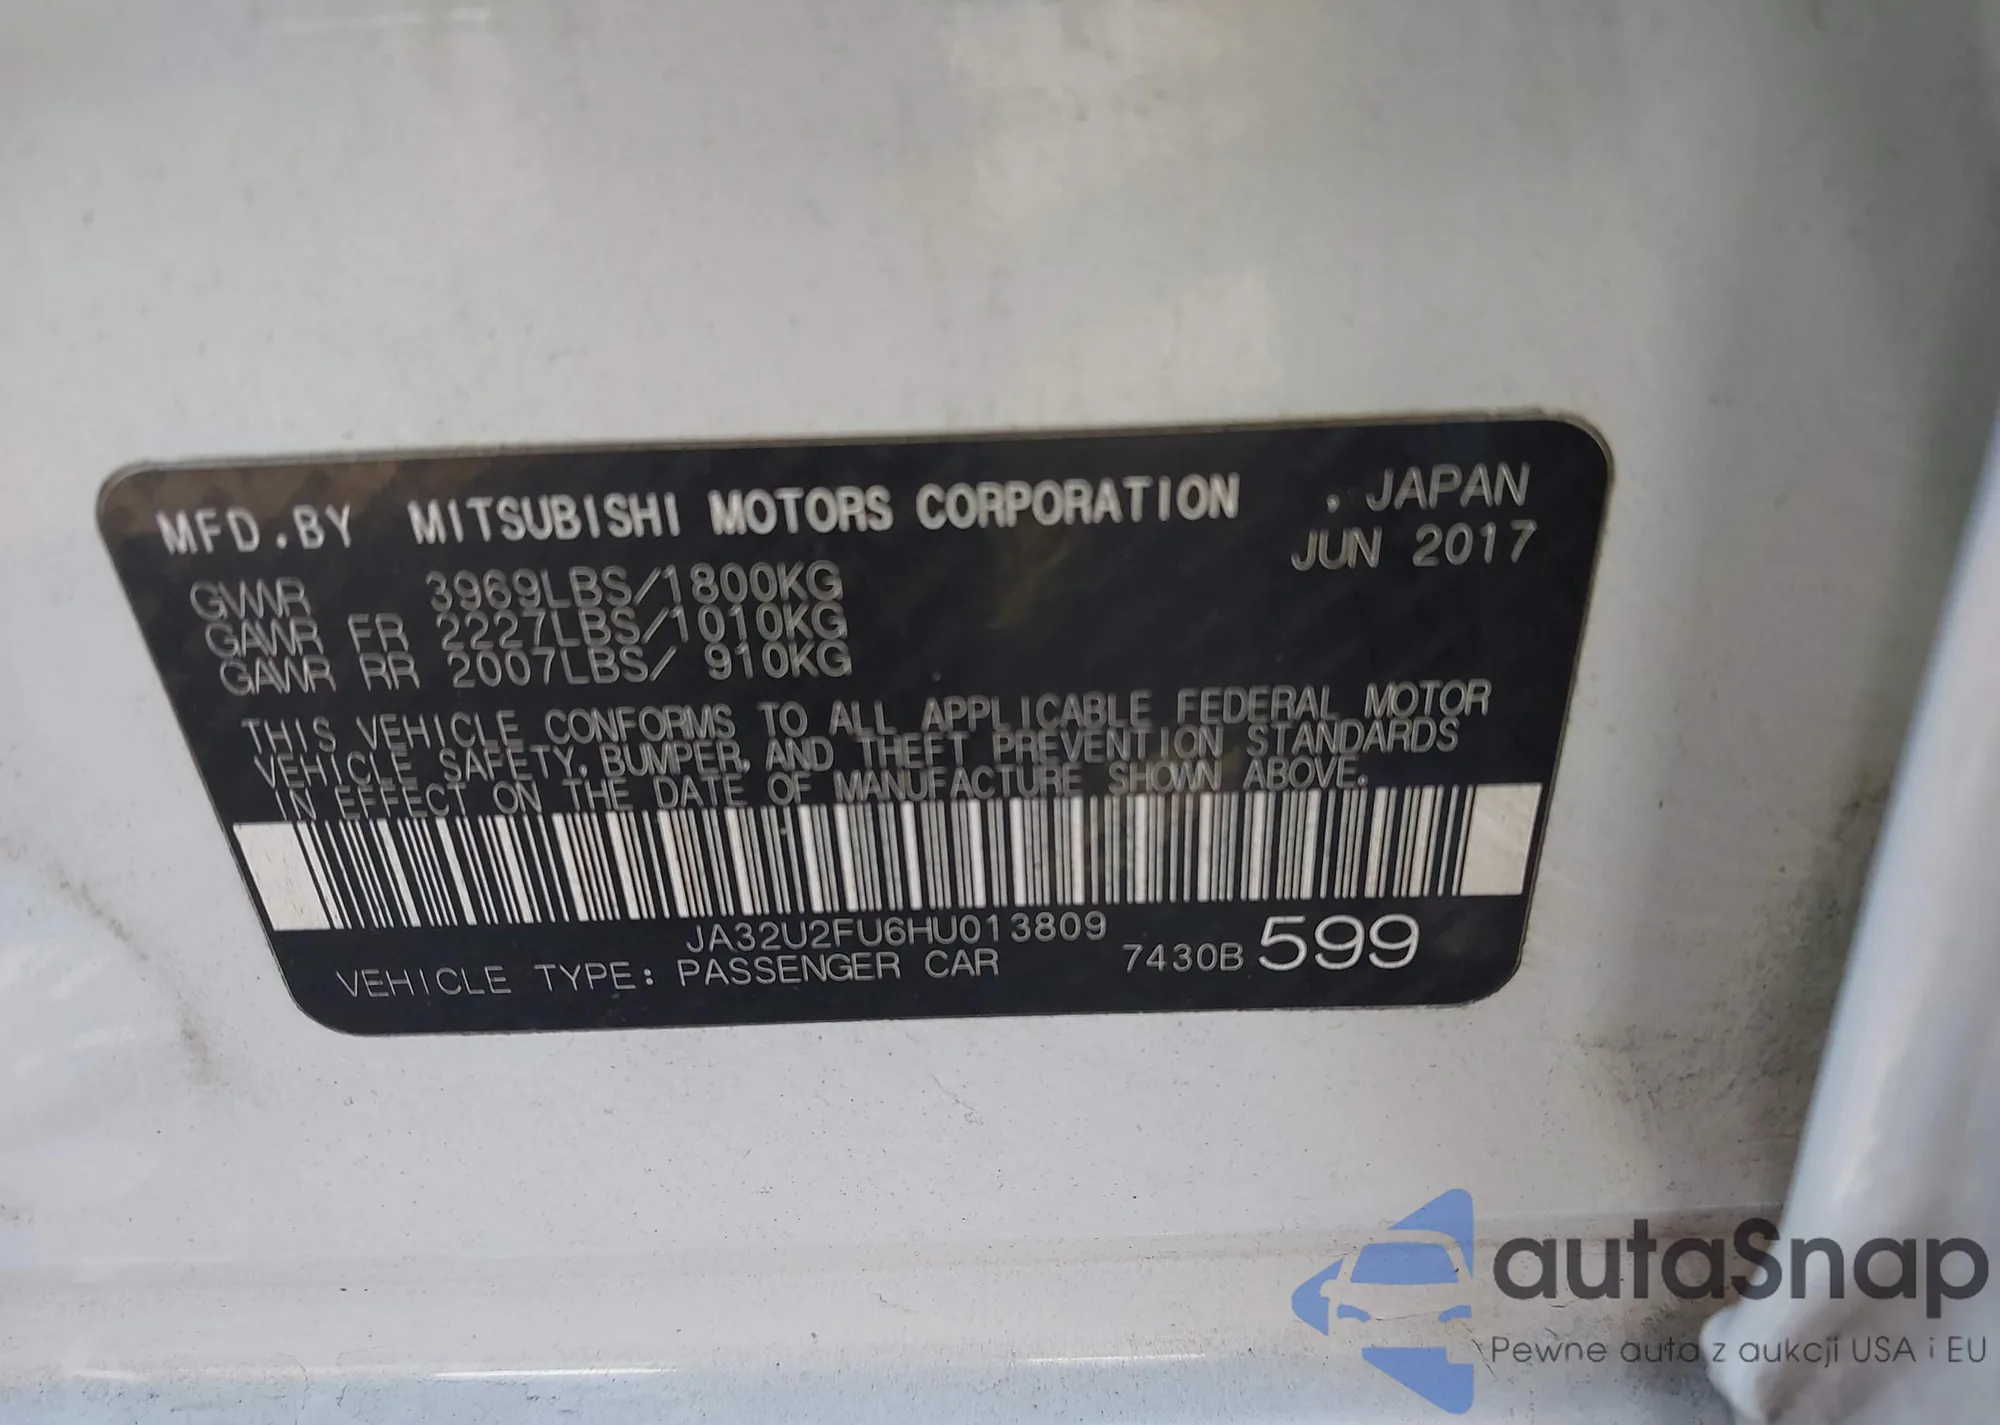 MFD.BY MITSUBISHI MOTORS CORPORATION . JAPAN
JUN 2017
GVWR 3969LBS/1800KG
GAWR FR 2227LBS/1010KG
GAWR RR 2007LBS/ 910KG
THIS VEHICLE CONFORMS TO ALL APPLICABLE FEDERAL MOTOR
VEHICLE SAFETY, BUMPER, AND THEFT PREVENTION STANDARDS
IN EFFECT ON THE DATE OF MANUFACTURE SHOWN ABOVE.
JA32U2FU6HU013809
VEHICLE TYPE: PASSENGER CAR 7430B 599
autoSnap
Pewne auta z aukcji USA i EU